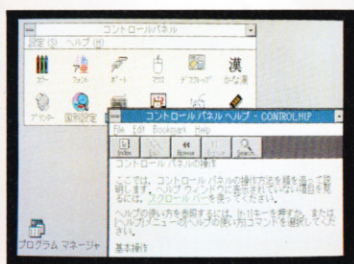 コントロールパネル
設定(S) ヘルプ(H)
カラー フォント ポート マウス デスクトップ かな漢
プリンター 国別設定
コントロールパネル ヘルプ - CONTROL.HLP
File Edit Bookmark Help
Index Browse Search
コントロールパネルの操作
ここでは、コントロールパネルの操作方法を順を追って説
明します。ヘルプウィンドウに表示されていない項目を見
るには、スクロールバーを使ってください。
ヘルプの使い方を参照するには、[h･1]キーを押すか、または
[ヘルプ]メニューの[ヘルプの使い方]コマンドを選択してくだ
さい。
基本操作
プログラム マネージャ